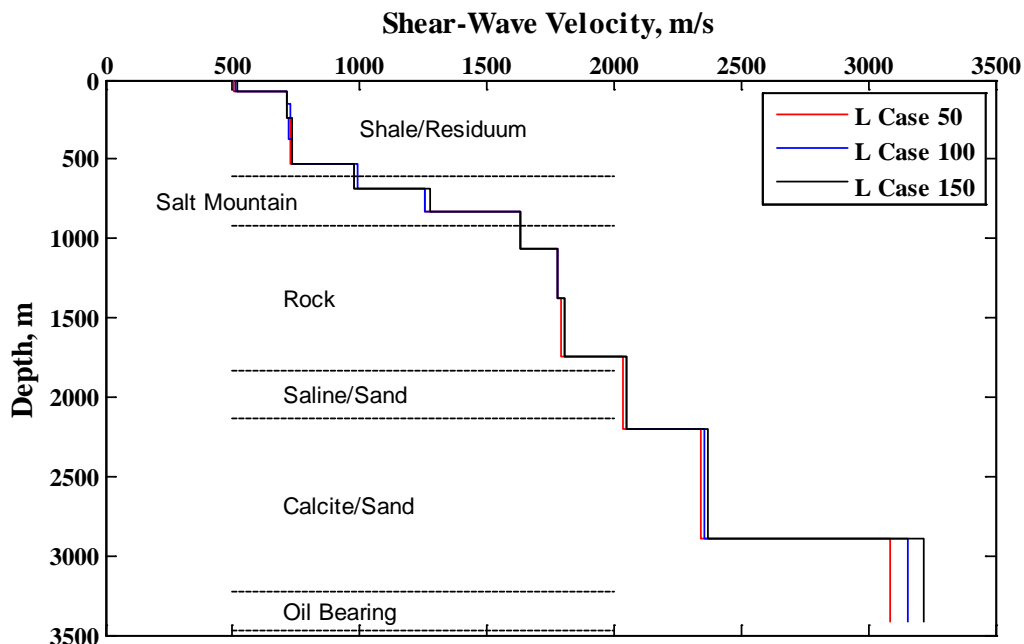 Shear-Wave Velocity, m/s
0 500 1000 1500 2000 2500 3000 3500
0
500
1000
1500
2000
2500
3000
3500
Depth, m
L Case 50
L Case 100
L Case 150
Shale/Residuum
Salt Mountain
Rock
Saline/Sand
Calcite/Sand
Oil Bearing